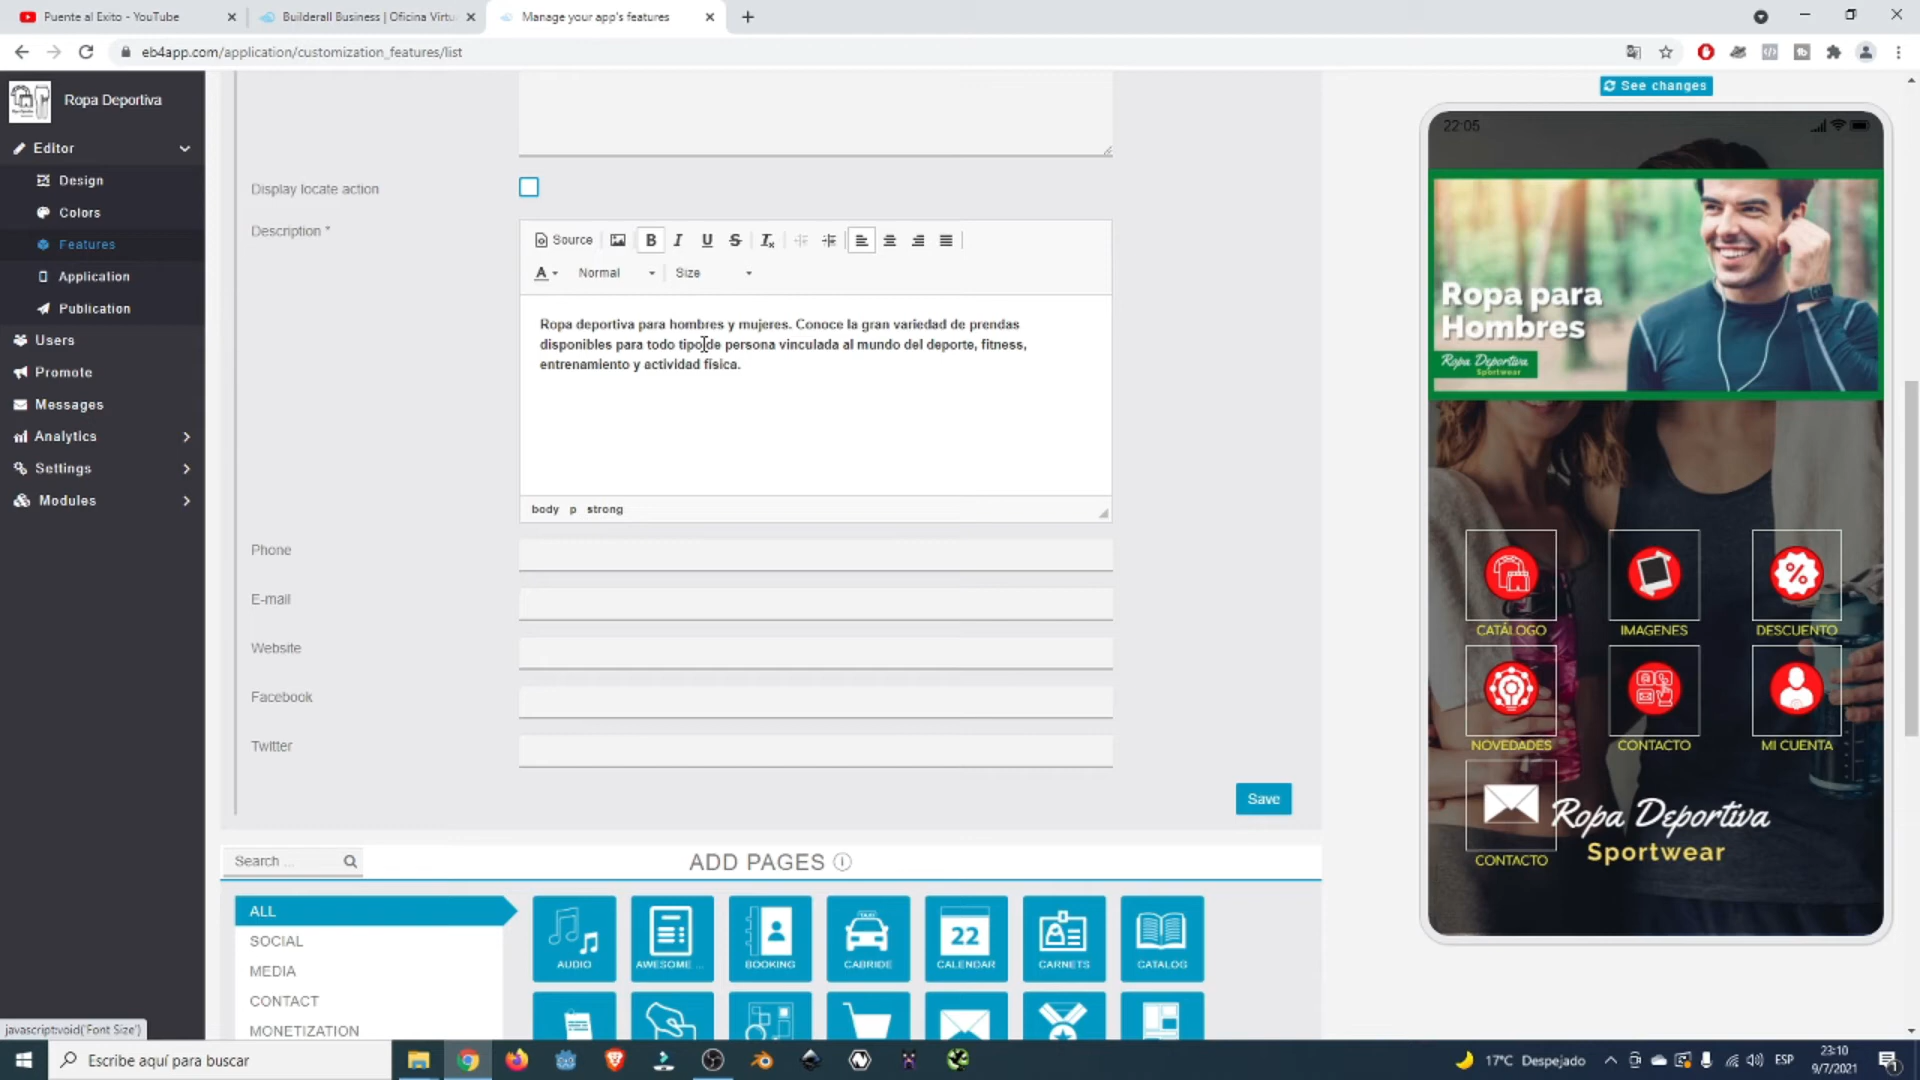 Puente al Exito - YouTube
Builderall Business | Oficina Virtu
Manage your app's features
eb4app.com/application/customization_features/list
Ropa Deportiva
Editor
Design
Colors
Features
Application
Publication
Users
Promote
Messages
Analytics
Settings
Modules
Display locate action
Description *
Source
B I U S
A Normal Size
Ropa deportiva para hombres y mujeres. Conoce la gran variedad de prendas
disponibles para todo tipo de persona vinculada al mundo del deporte, fitness,
entrenamiento y actividad física.
body p strong
Phone
E-mail
Website
Facebook
Twitter
Save
Search ...
ADD PAGES
ALL
SOCIAL
MEDIA
CONTACT
MONETIZATION
AUDIO
AWESOME ...
BOOKING
TAXI
CABRIDE
22
CALENDAR
CARNETS
CATALOG
See changes
22:05
Ropa para
Hombres
Ropa Deportiva
Sportwear
CATÁLOGO
IMAGENES
DESCUENTO
NOVEDADES
CONTACTO
MI CUENTA
CONTACTO
Ropa Deportiva
Sportwear
javascript:void('Font Size')
Escribe aquí para buscar
17°C Despejado
ESP
23:10
9/7/2021
1